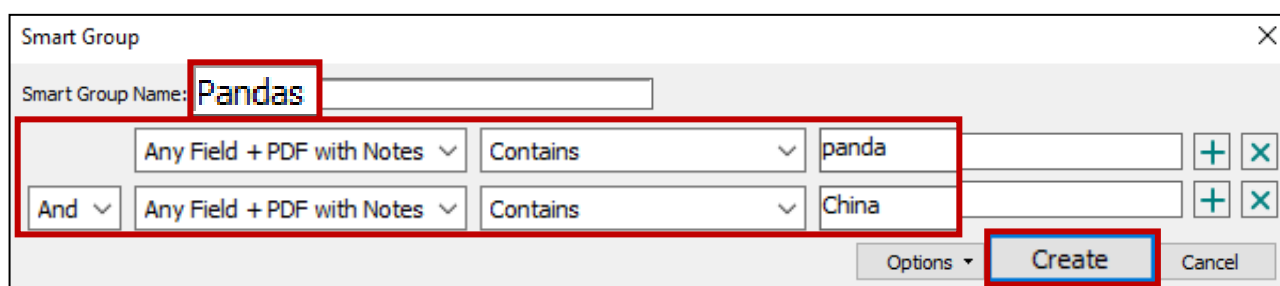 Smart Group
Smart Group Name: Pandas
Any Field + PDF with Notes Contains panda
And Any Field + PDF with Notes Contains China
Options Create Cancel